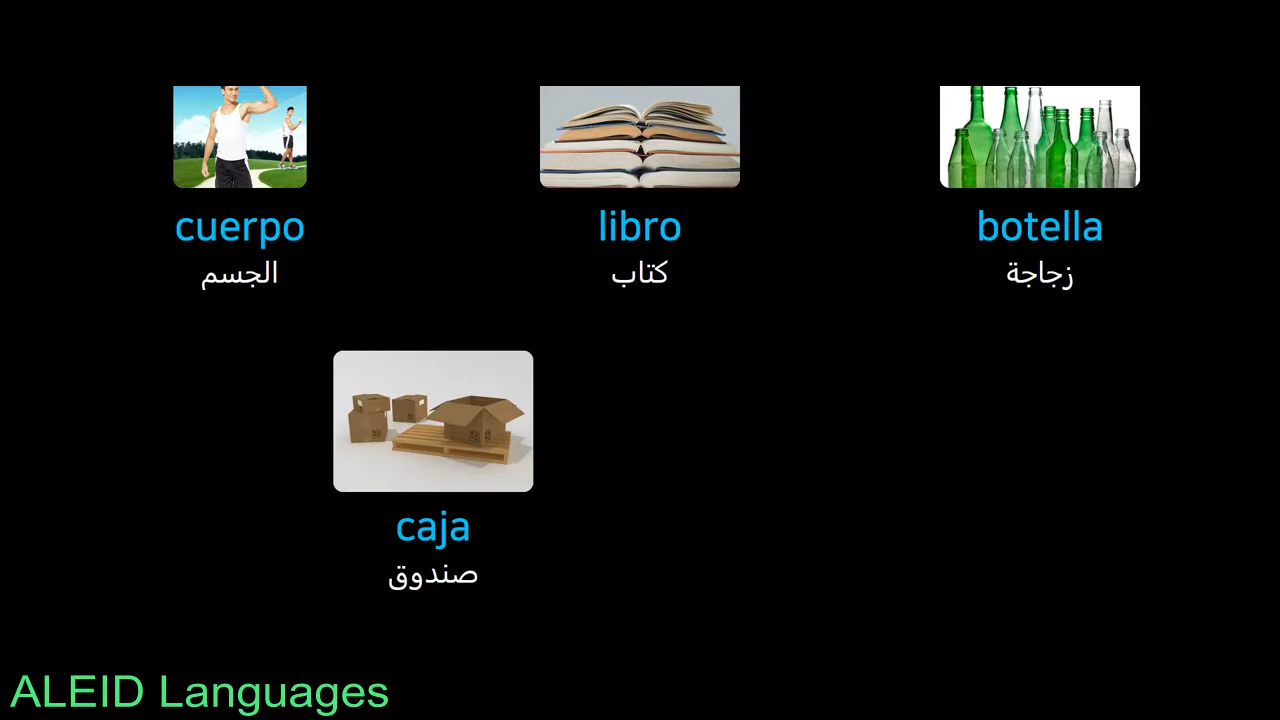 cuerpo
الجسم
libro
كتاب
botella
زجاجة
caja
صندوق
ALEID Languages